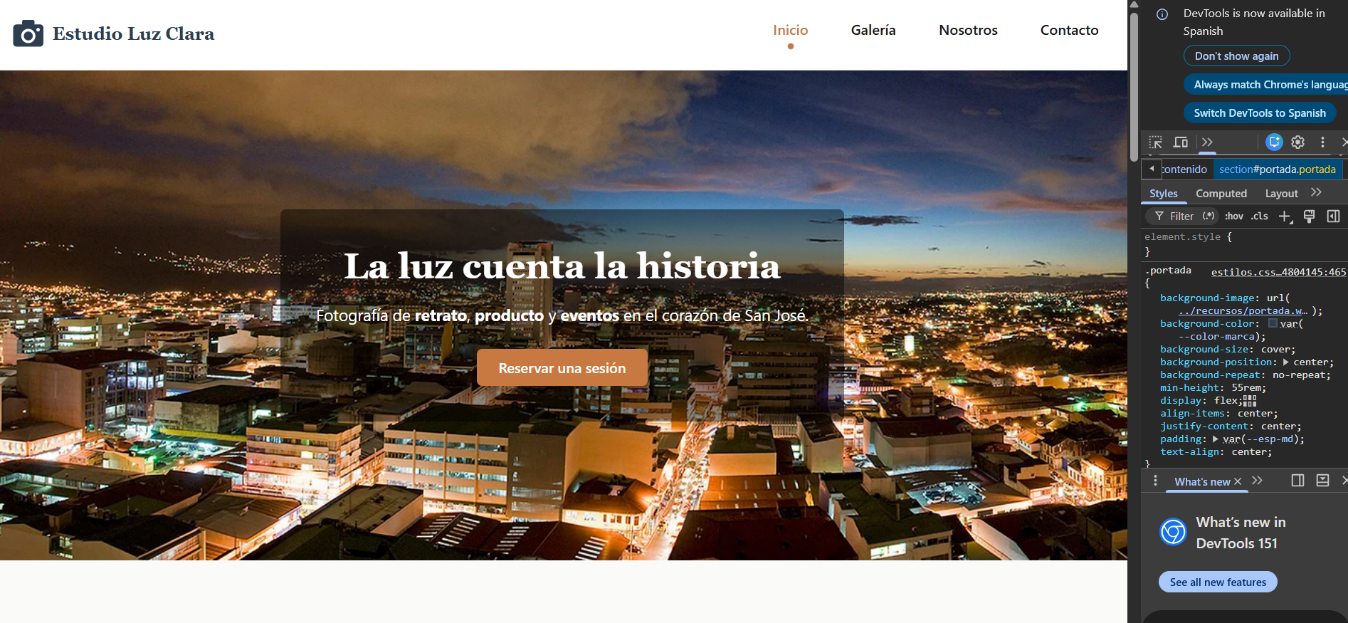 Estudio Luz Clara
Inicio
Galería
Nosotros
Contacto
La luz cuenta la historia
Fotografía de retrato, producto y eventos en el corazón de San José.
Reservar una sesión
DevTools is now available in
Spanish
Don't show again
Always match Chrome's languag
Switch DevTools to Spanish
contenido
section#portada.portada
Styles
Computed
Layout
Filter
:hov
.cls
element.style {
}
.portada
estilos.css…4804145:465
{
background-image: url(
../recursos/portada.w… );
background-color: var(
--color-marca);
background-size: cover;
background-position: center;
background-repeat: no-repeat;
min-height: 55rem;
display: flex;
align-items: center;
justify-content: center;
padding: var(--esp-md);
text-align: center;
}
What's new
What's new in
DevTools 151
See all new features